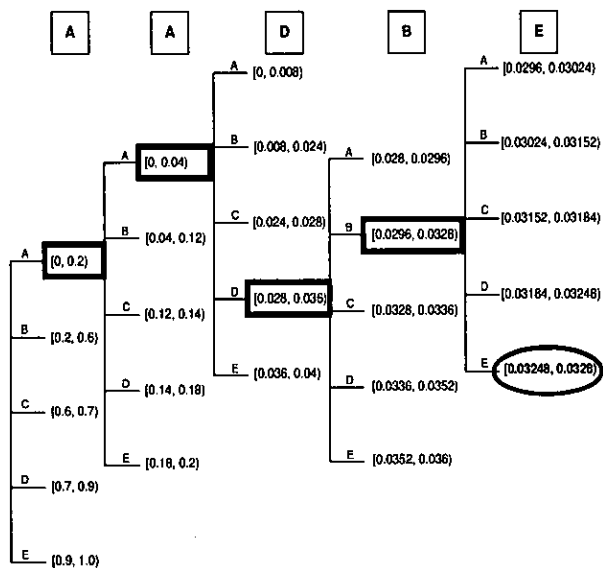 A A D B E
A [0, 0.2)
B [0.2, 0.6)
C [0.6, 0.7)
D [0.7, 0.9)
E [0.9, 1.0)
A [0, 0.04)
B [0.04, 0.12)
C [0.12, 0.14)
D [0.14, 0.18)
E [0.18, 0.2)
A [0, 0.008)
B [0.008, 0.024)
C [0.024, 0.028)
D [0.028, 0.036)
E [0.036, 0.04)
A [0.028, 0.0296)
B [0.0296, 0.0328)
C [0.0328, 0.0336)
D [0.0336, 0.0352)
E [0.0352, 0.036)
A [0.0296, 0.03024)
B [0.03024, 0.03152)
C [0.03152, 0.03184)
D [0.03184, 0.03248)
E [0.03248, 0.0328)